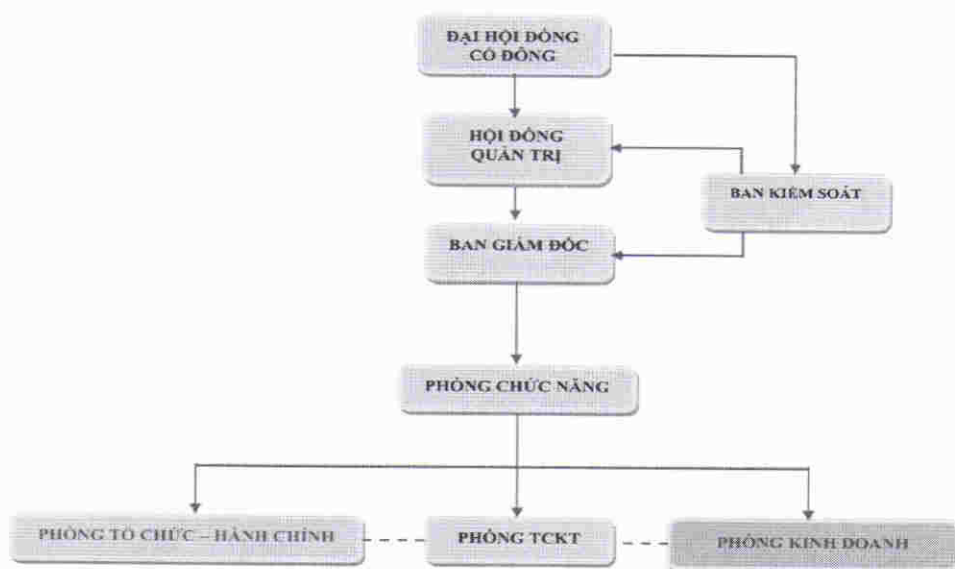 ĐẠI HỘI ĐỒNG
CỔ ĐÔNG
HỘI ĐỒNG
QUẢN TRỊ
BAN KIỂM SOÁT
BAN GIÁM ĐỐC
PHÒNG CHỨC NĂNG
PHÒNG TỔ CHỨC – HÀNH CHÍNH
PHÒNG TCKT
PHÒNG KINH DOANH